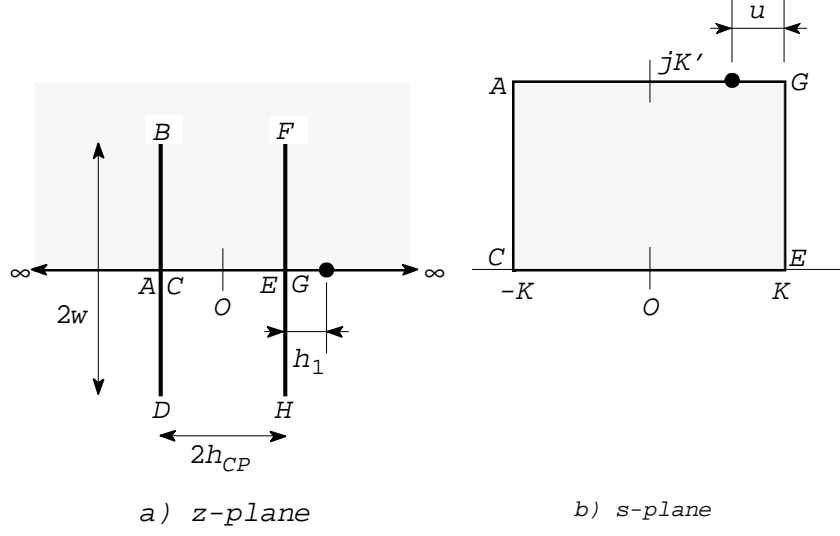 u
jK′
A
G
B
F
∞
∞
A
C
E
G
C
E
O
-K
O
K
2w
h1
D
H
2hCP
a) z-plane
b) s-plane